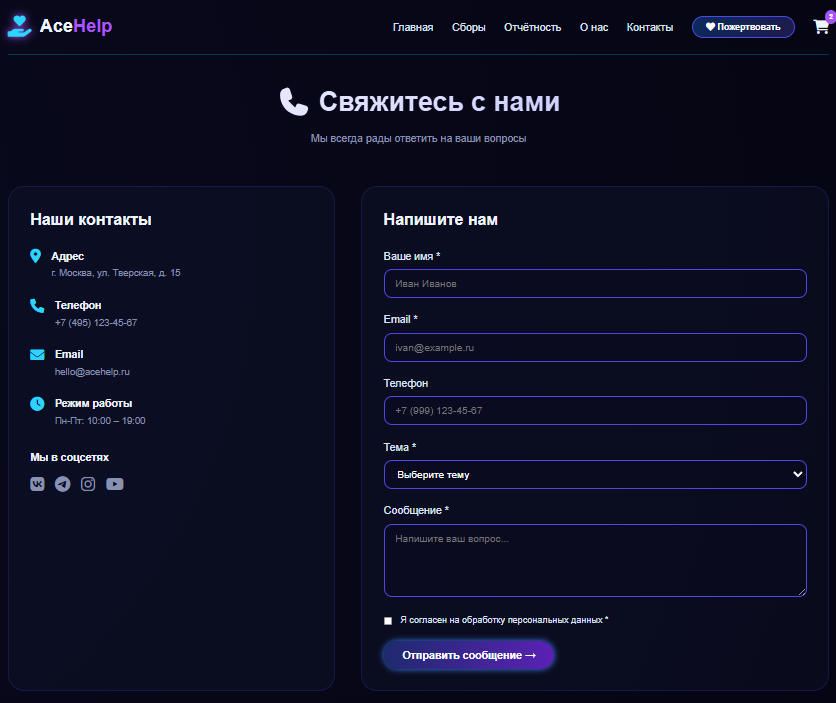 AceHelp
Главная Сборы Отчётность О нас Контакты Пожертвовать 2
Свяжитесь с нами
Мы всегда рады ответить на ваши вопросы
Наши контакты
Адрес
г. Москва, ул. Тверская, д. 15
Телефон
+7 (495) 123-45-67
Email
hello@acehelp.ru
Режим работы
Пн-Пт: 10:00 – 19:00
Мы в соцсетях
Напишите нам
Ваше имя *
Иван Иванов
Email *
ivan@example.ru
Телефон
+7 (999) 123-45-67
Тема *
Выберите тему
Сообщение *
Напишите ваш вопрос...
Я согласен на обработку персональных данных *
Отправить сообщение →